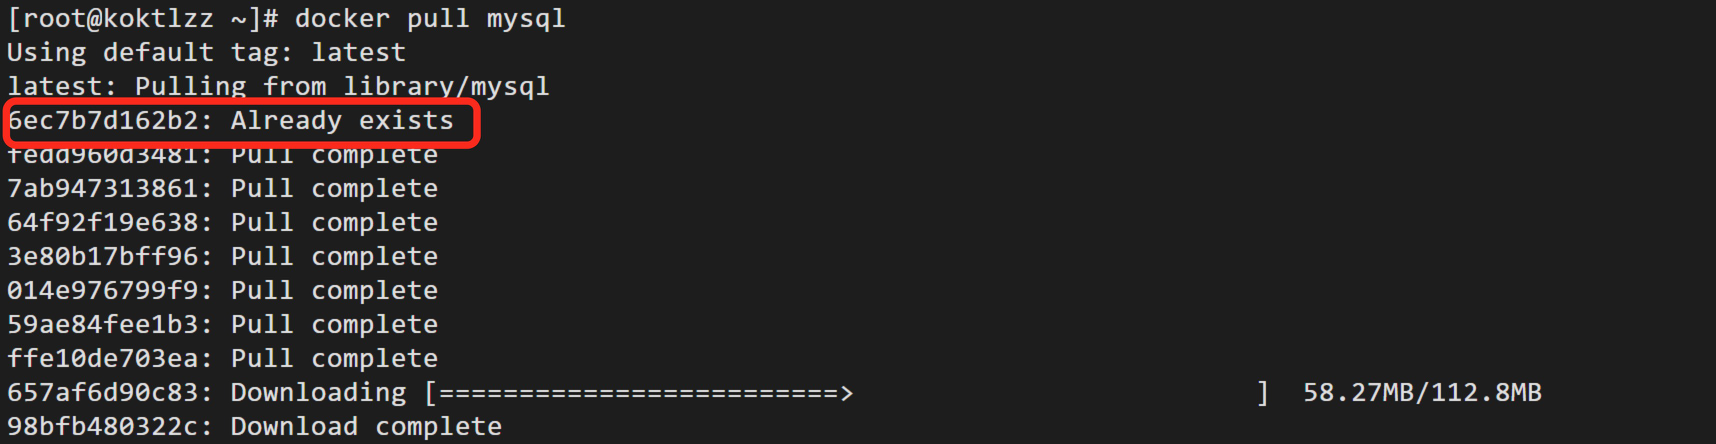 [root@koktlzz ~]# docker pull mysql
Using default tag: latest
latest: Pulling from library/mysql
6ec7b7d162b2: Already exists
fedd960d3481: Pull complete
7ab947313861: Pull complete
64f92f19e638: Pull complete
3e80b17bff96: Pull complete
014e976799f9: Pull complete
59ae84fee1b3: Pull complete
ffe10de703ea: Pull complete
657af6d90c83: Downloading [=========================>                         ]  58.27MB/112.8MB
98bfb480322c: Download complete